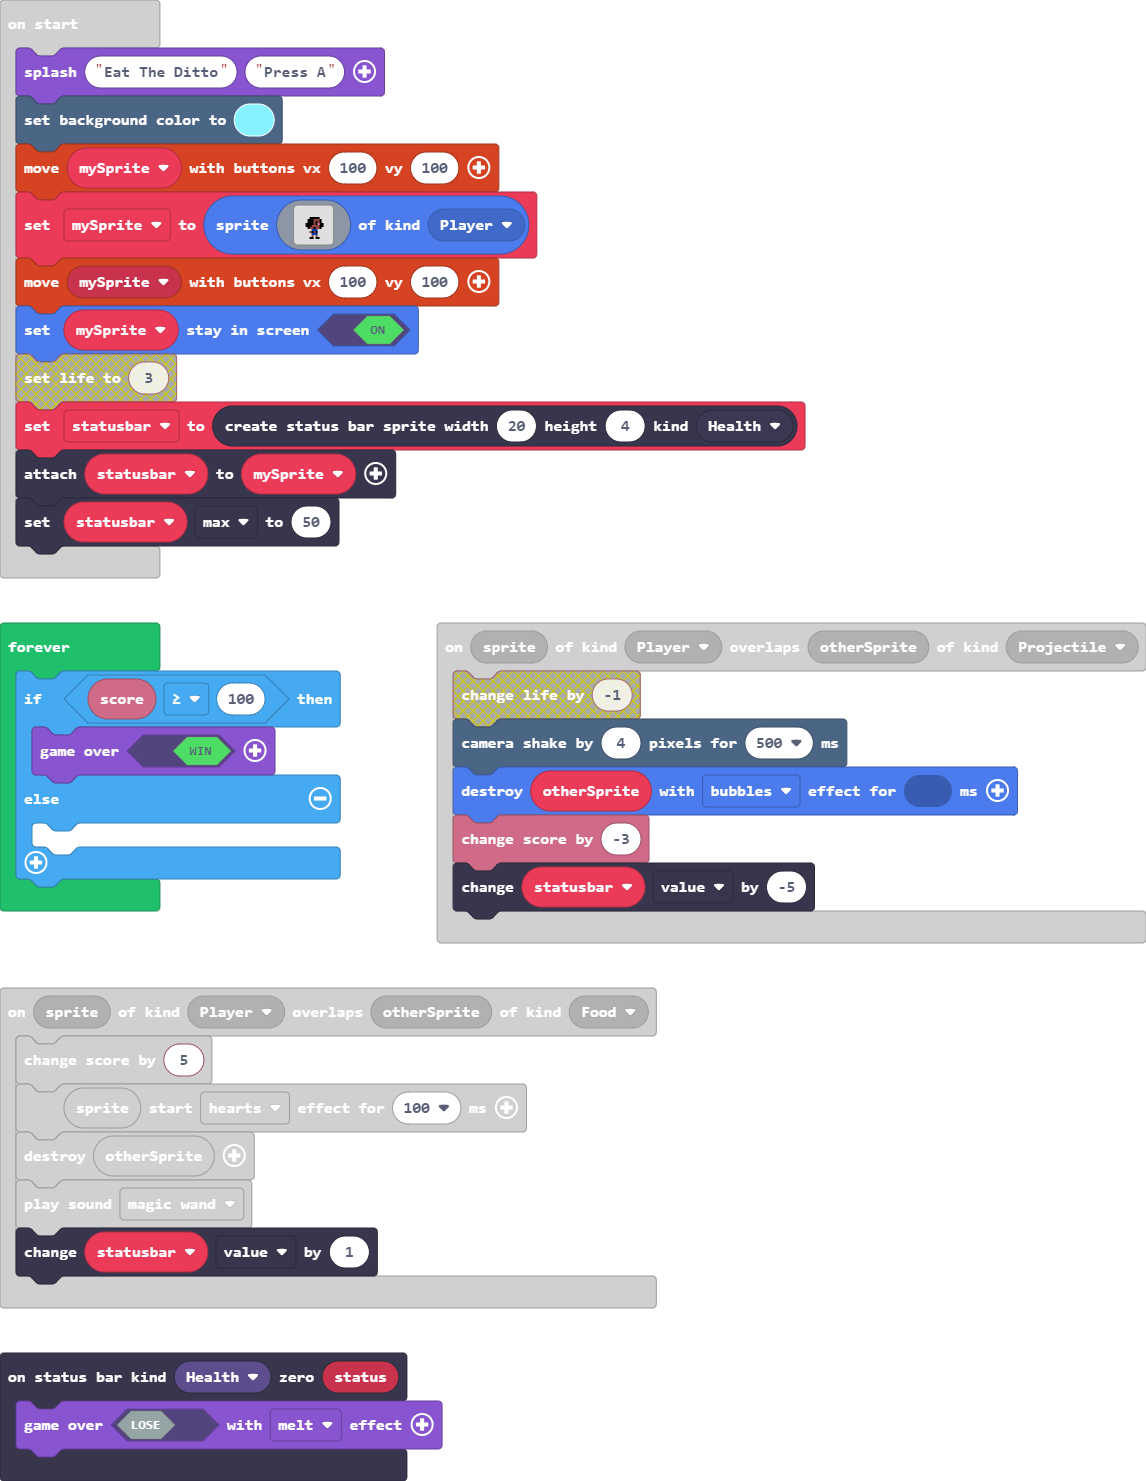 on start
splash "Eat The Ditto" "Press A"
set background color to
move mySprite with buttons vx 100 vy 100
set mySprite to sprite of kind Player
move mySprite with buttons vx 100 vy 100
set mySprite stay in screen ON
set life to 3
set statusbar to create status bar sprite width 20 height 4 kind Health
attach statusbar to mySprite
set statusbar max to 50
forever
if score ≥ 100 then
game over WIN
else
on sprite of kind Player overlaps otherSprite of kind Projectile
change life by -1
camera shake by 4 pixels for 500 ms
destroy otherSprite with bubbles effect for ms
change score by -3
change statusbar value by -5
on sprite of kind Player overlaps otherSprite of kind Food
change score by 5
sprite start hearts effect for 100 ms
destroy otherSprite
play sound magic wand
change statusbar value by 1
on status bar kind Health zero status
game over LOSE with melt effect